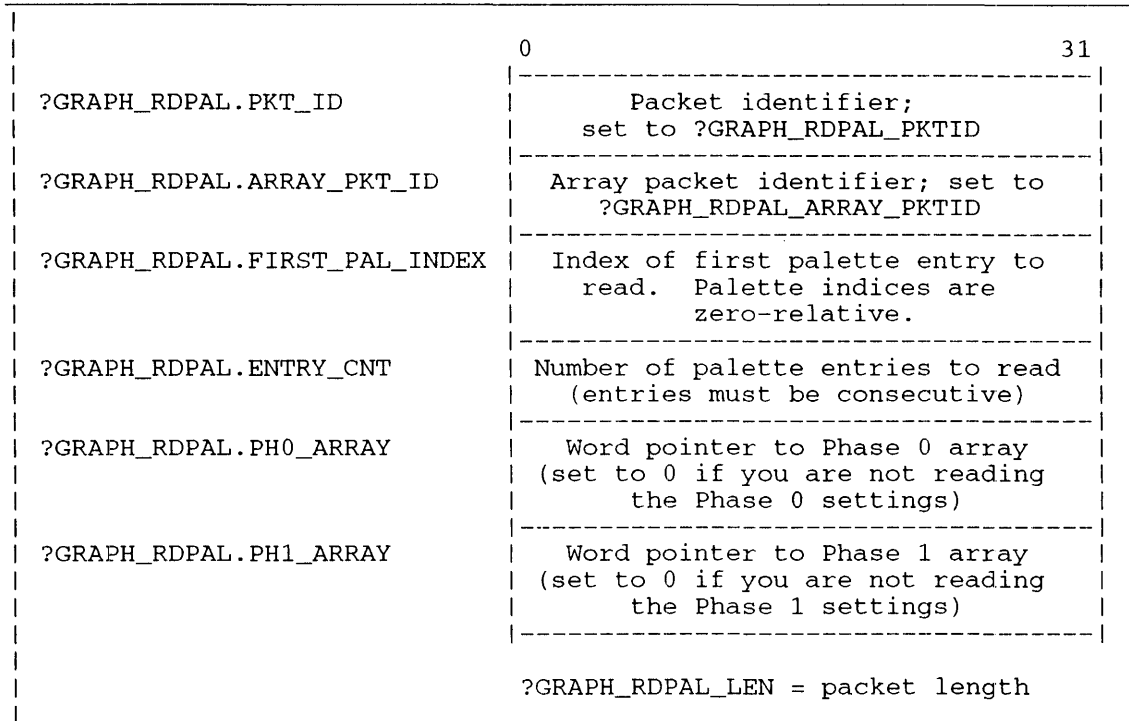 0 31
?GRAPH_RDPAL.PKT_ID Packet identifier;
set to ?GRAPH_RDPAL_PKTID
?GRAPH_RDPAL.ARRAY_PKT_ID Array packet identifier; set to
?GRAPH_RDPAL_ARRAY_PKTID
?GRAPH_RDPAL.FIRST_PAL_INDEX Index of first palette entry to
read. Palette indices are
zero-relative.
?GRAPH_RDPAL.ENTRY_CNT Number of palette entries to read
(entries must be consecutive)
?GRAPH_RDPAL.PH0_ARRAY Word pointer to Phase 0 array
(set to 0 if you are not reading
the Phase 0 settings)
?GRAPH_RDPAL.PH1_ARRAY Word pointer to Phase 1 array
(set to 0 if you are not reading
the Phase 1 settings)
?GRAPH_RDPAL_LEN = packet length